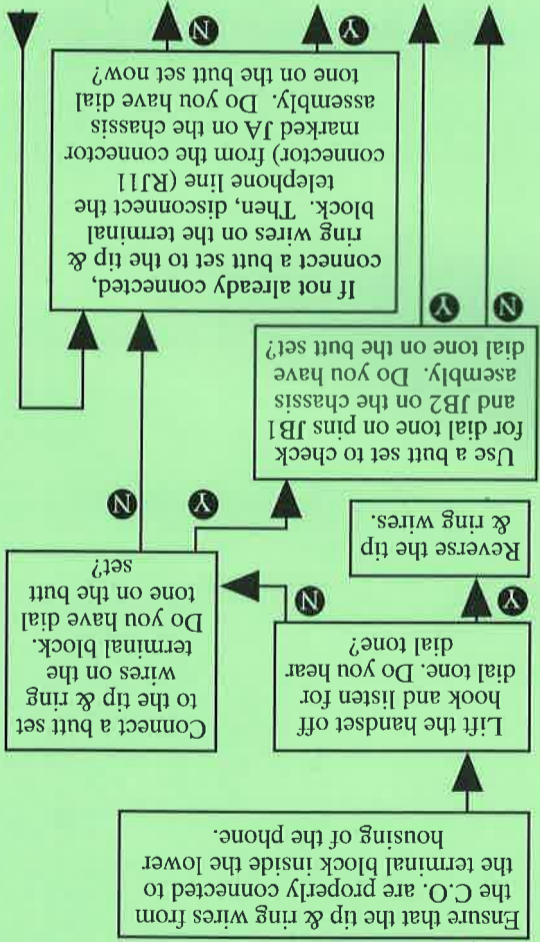 Ensure that the tip & ring wires from
the C.O. are properly connected to
the terminal block inside the lower
housing of the phone.
Lift the handset off
hook and listen for
dial tone. Do you hear
dial tone?
Y
N
Reverse the tip
& ring wires.
Connect a butt set
to the tip & ring
wires on the
terminal block.
Do you have dial
tone on the butt
set?
Y
N
Use a butt set to check
for dial tone on pins JB1
and JB2 on the chassis
asembly. Do you have
dial tone on the butt set?
N
Y
If not already connected,
connect a butt set to the tip &
ring wires on the terminal
block. Then, disconnect the
telephone line (RJ11
connector) from the connector
marked JA on the chassis
assembly. Do you have dial
tone on the butt set now?
Y
N